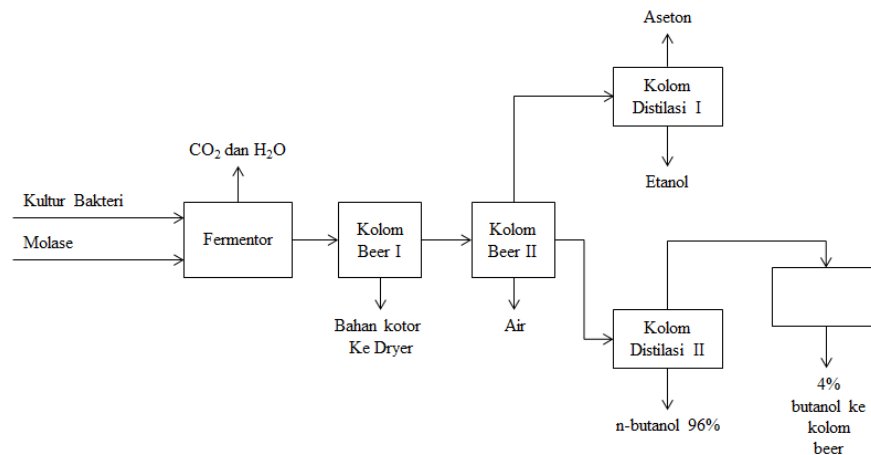 Aseton
Kolom
Distilasi I
Etanol
CO₂ dan H₂O
Kultur Bakteri
Molase
Fermentor
Kolom
Beer I
Kolom
Beer II
Bahan kotor
Ke Dryer
Air
Kolom
Distilasi II
n-butanol 96%
4%
butanol ke
kolom
beer